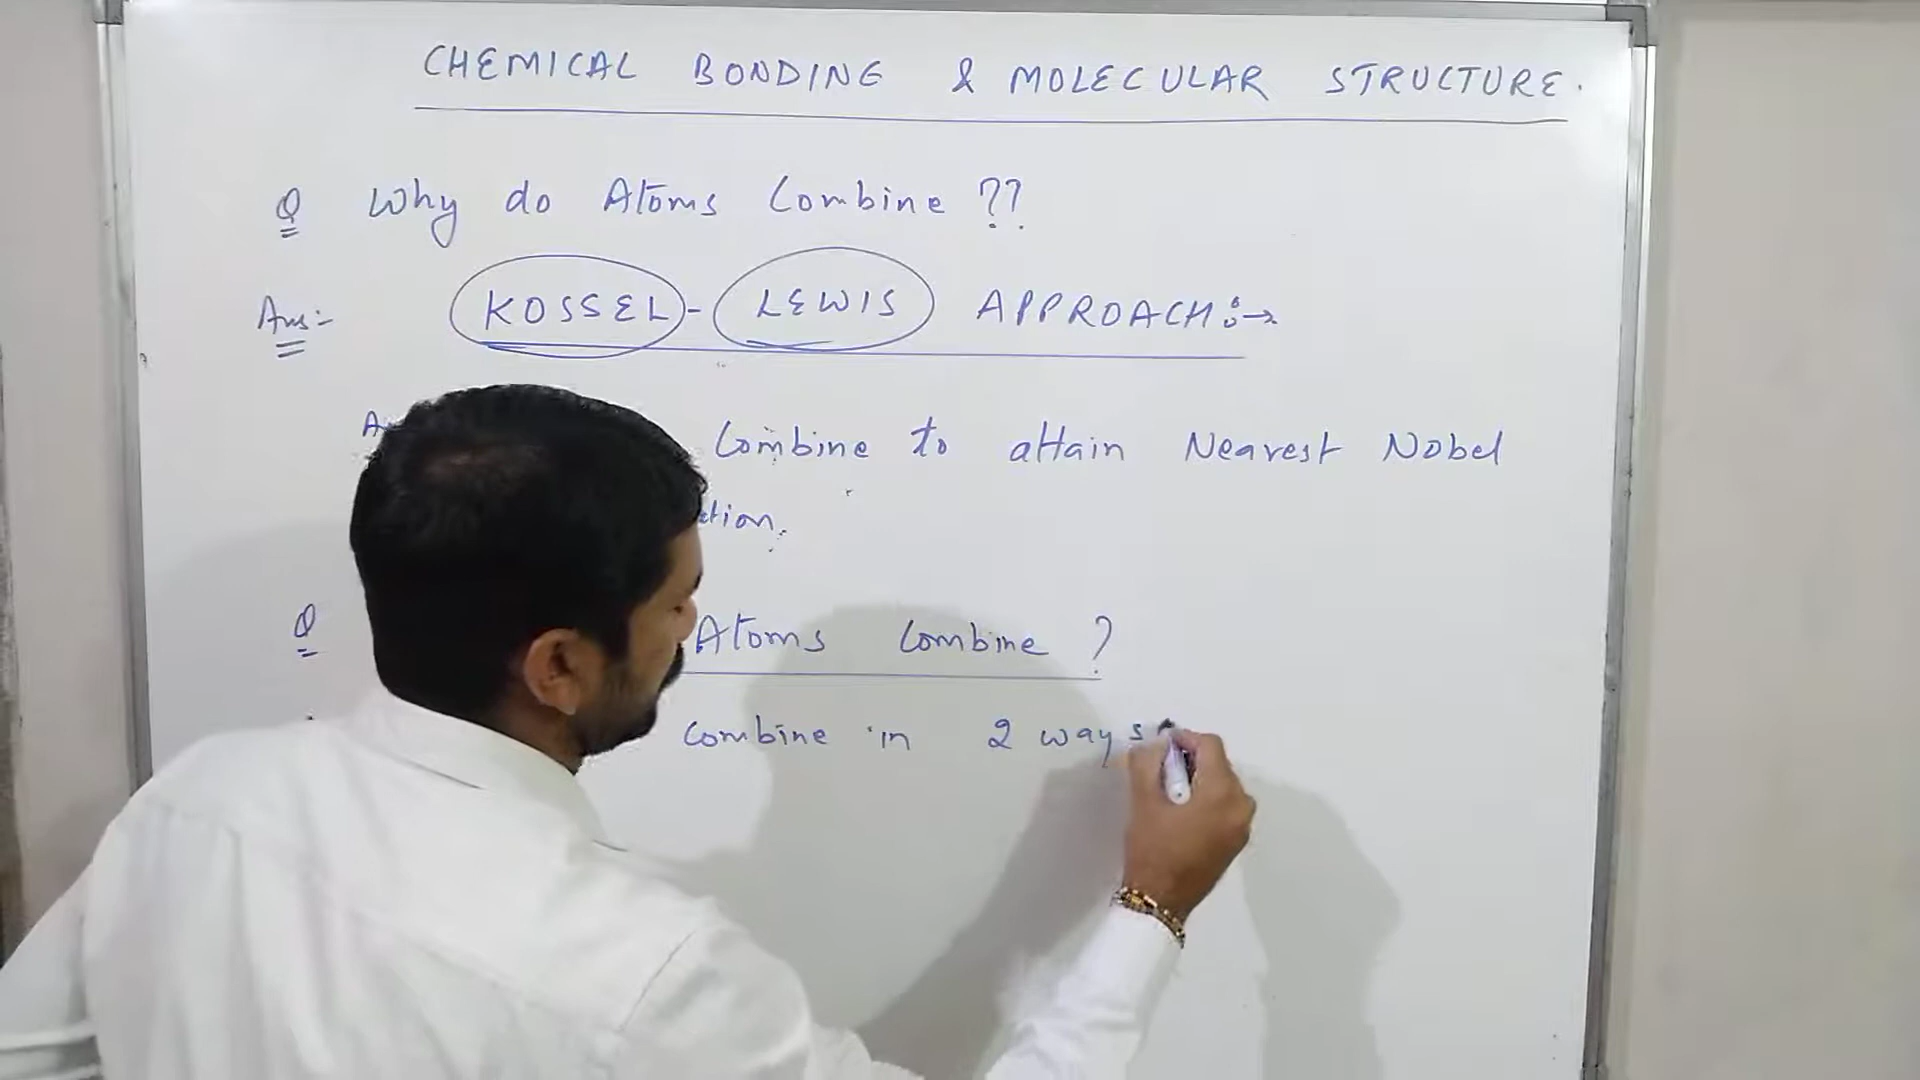 CHEMICAL BONDING & MOLECULAR STRUCTURE.
Q Why do Atoms Combine ??
Ans:- KOSSEL - LEWIS APPROACH:→
Combine to attain Nearest Nobel
Q Atoms Combine ?
combine in 2 ways